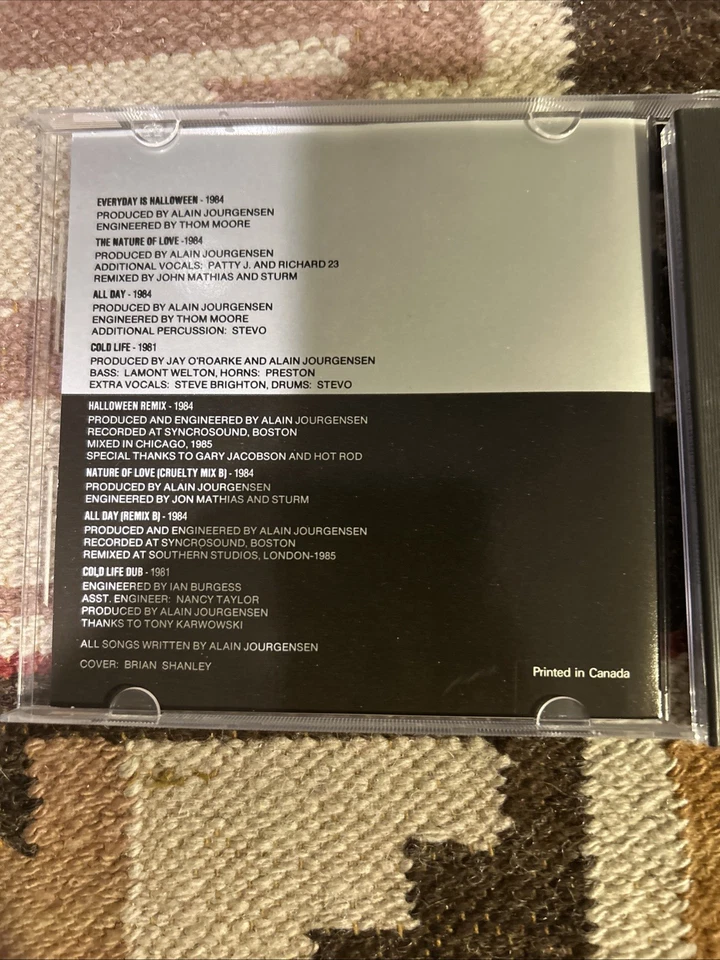 EVERYDAY IS HALLOWEEN - 1984
PRODUCED BY ALAIN JOURGENSEN
ENGINEERED BY THOM MOORE
THE NATURE OF LOVE -1984
PRODUCED BY ALAIN JOURGENSEN
ADDITIONAL VOCALS: PATTY J. AND RICHARD 23
REMIXED BY JOHN MATHIAS AND STURM
ALL DAY - 1984
PRODUCED BY ALAIN JOURGENSEN
ENGINEERED BY THOM MOORE
ADDITIONAL PERCUSSION: STEVO
COLD LIFE - 1981
PRODUCED BY JAY O'ROARKE AND ALAIN JOURGENSEN
BASS: LAMONT WELTON, HORNS: PRESTON
EXTRA VOCALS: STEVE BRIGHTON, DRUMS: STEVO
HALLOWEEN REMIX - 1984
PRODUCED AND ENGINEERED BY ALAIN JOURGENSEN
RECORDED AT SYNCROSOUND, BOSTON
MIXED IN CHICAGO, 1985
SPECIAL THANKS TO GARY JACOBSON AND HOT ROD
NATURE OF LOVE (CRUELTY MIX B) - 1984
PRODUCED BY ALAIN JOURGENSEN
ENGINEERED BY JON MATHIAS AND STURM
ALL DAY (REMIX B) - 1984
PRODUCED AND ENGINEERED BY ALAIN JOURGENSEN
RECORDED AT SYNCROSOUND, BOSTON
REMIXED AT SOUTHERN STUDIOS, LONDON-1985
COLD LIFE DUB - 1981
ENGINEERED BY IAN BURGESS
ASST. ENGINEER: NANCY TAYLOR
PRODUCED BY ALAIN JOURGENSEN
THANKS TO TONY KARWOWSKI
ALL SONGS WRITTEN BY ALAIN JOURGENSEN
COVER: BRIAN SHANLEY
Printed in Canada